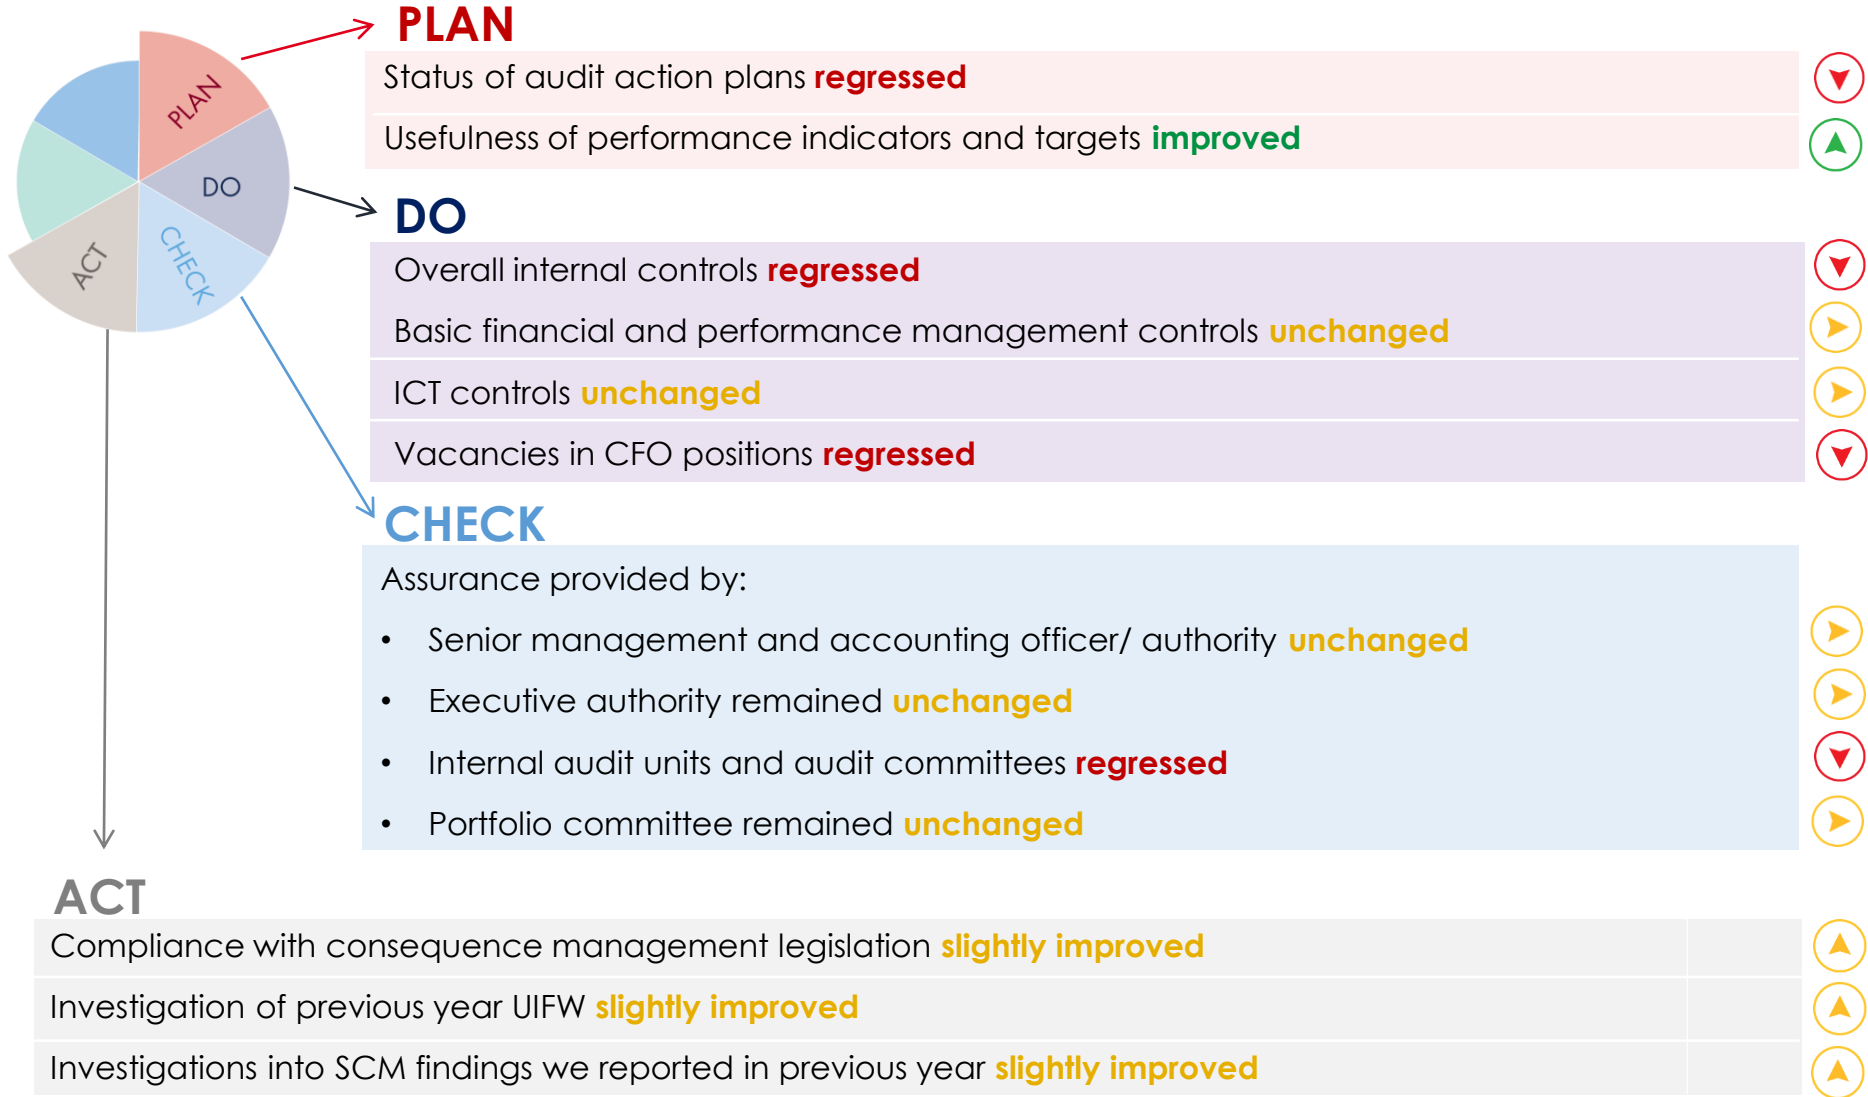 PLAN
DO
CHECK
ACT
PLAN
Status of audit action plans regressed
Usefulness of performance indicators and targets improved
DO
Overall internal controls regressed
Basic financial and performance management controls unchanged
ICT controls unchanged
Vacancies in CFO positions regressed
CHECK
Assurance provided by:
• Senior management and accounting officer/ authority unchanged
• Executive authority remained unchanged
• Internal audit units and audit committees regressed
• Portfolio committee remained unchanged
ACT
Compliance with consequence management legislation slightly improved
Investigation of previous year UIFW slightly improved
Investigations into SCM findings we reported in previous year slightly improved